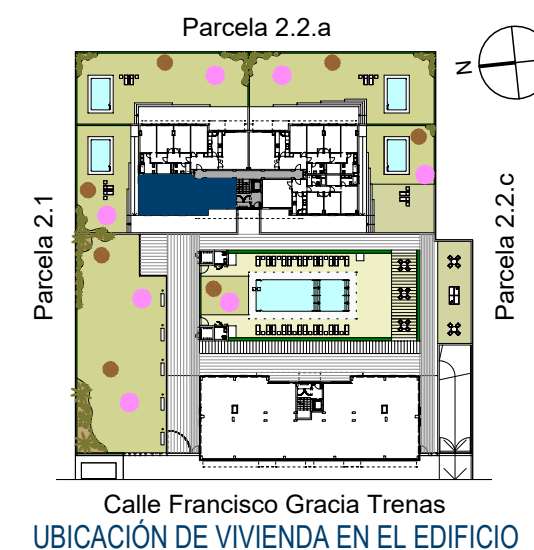 Parcela 2.2.a
N
Parcela 2.1
Parcela 2.2.c
Calle Francisco Gracia Trenas
UBICACIÓN DE VIVIENDA EN EL EDIFICIO